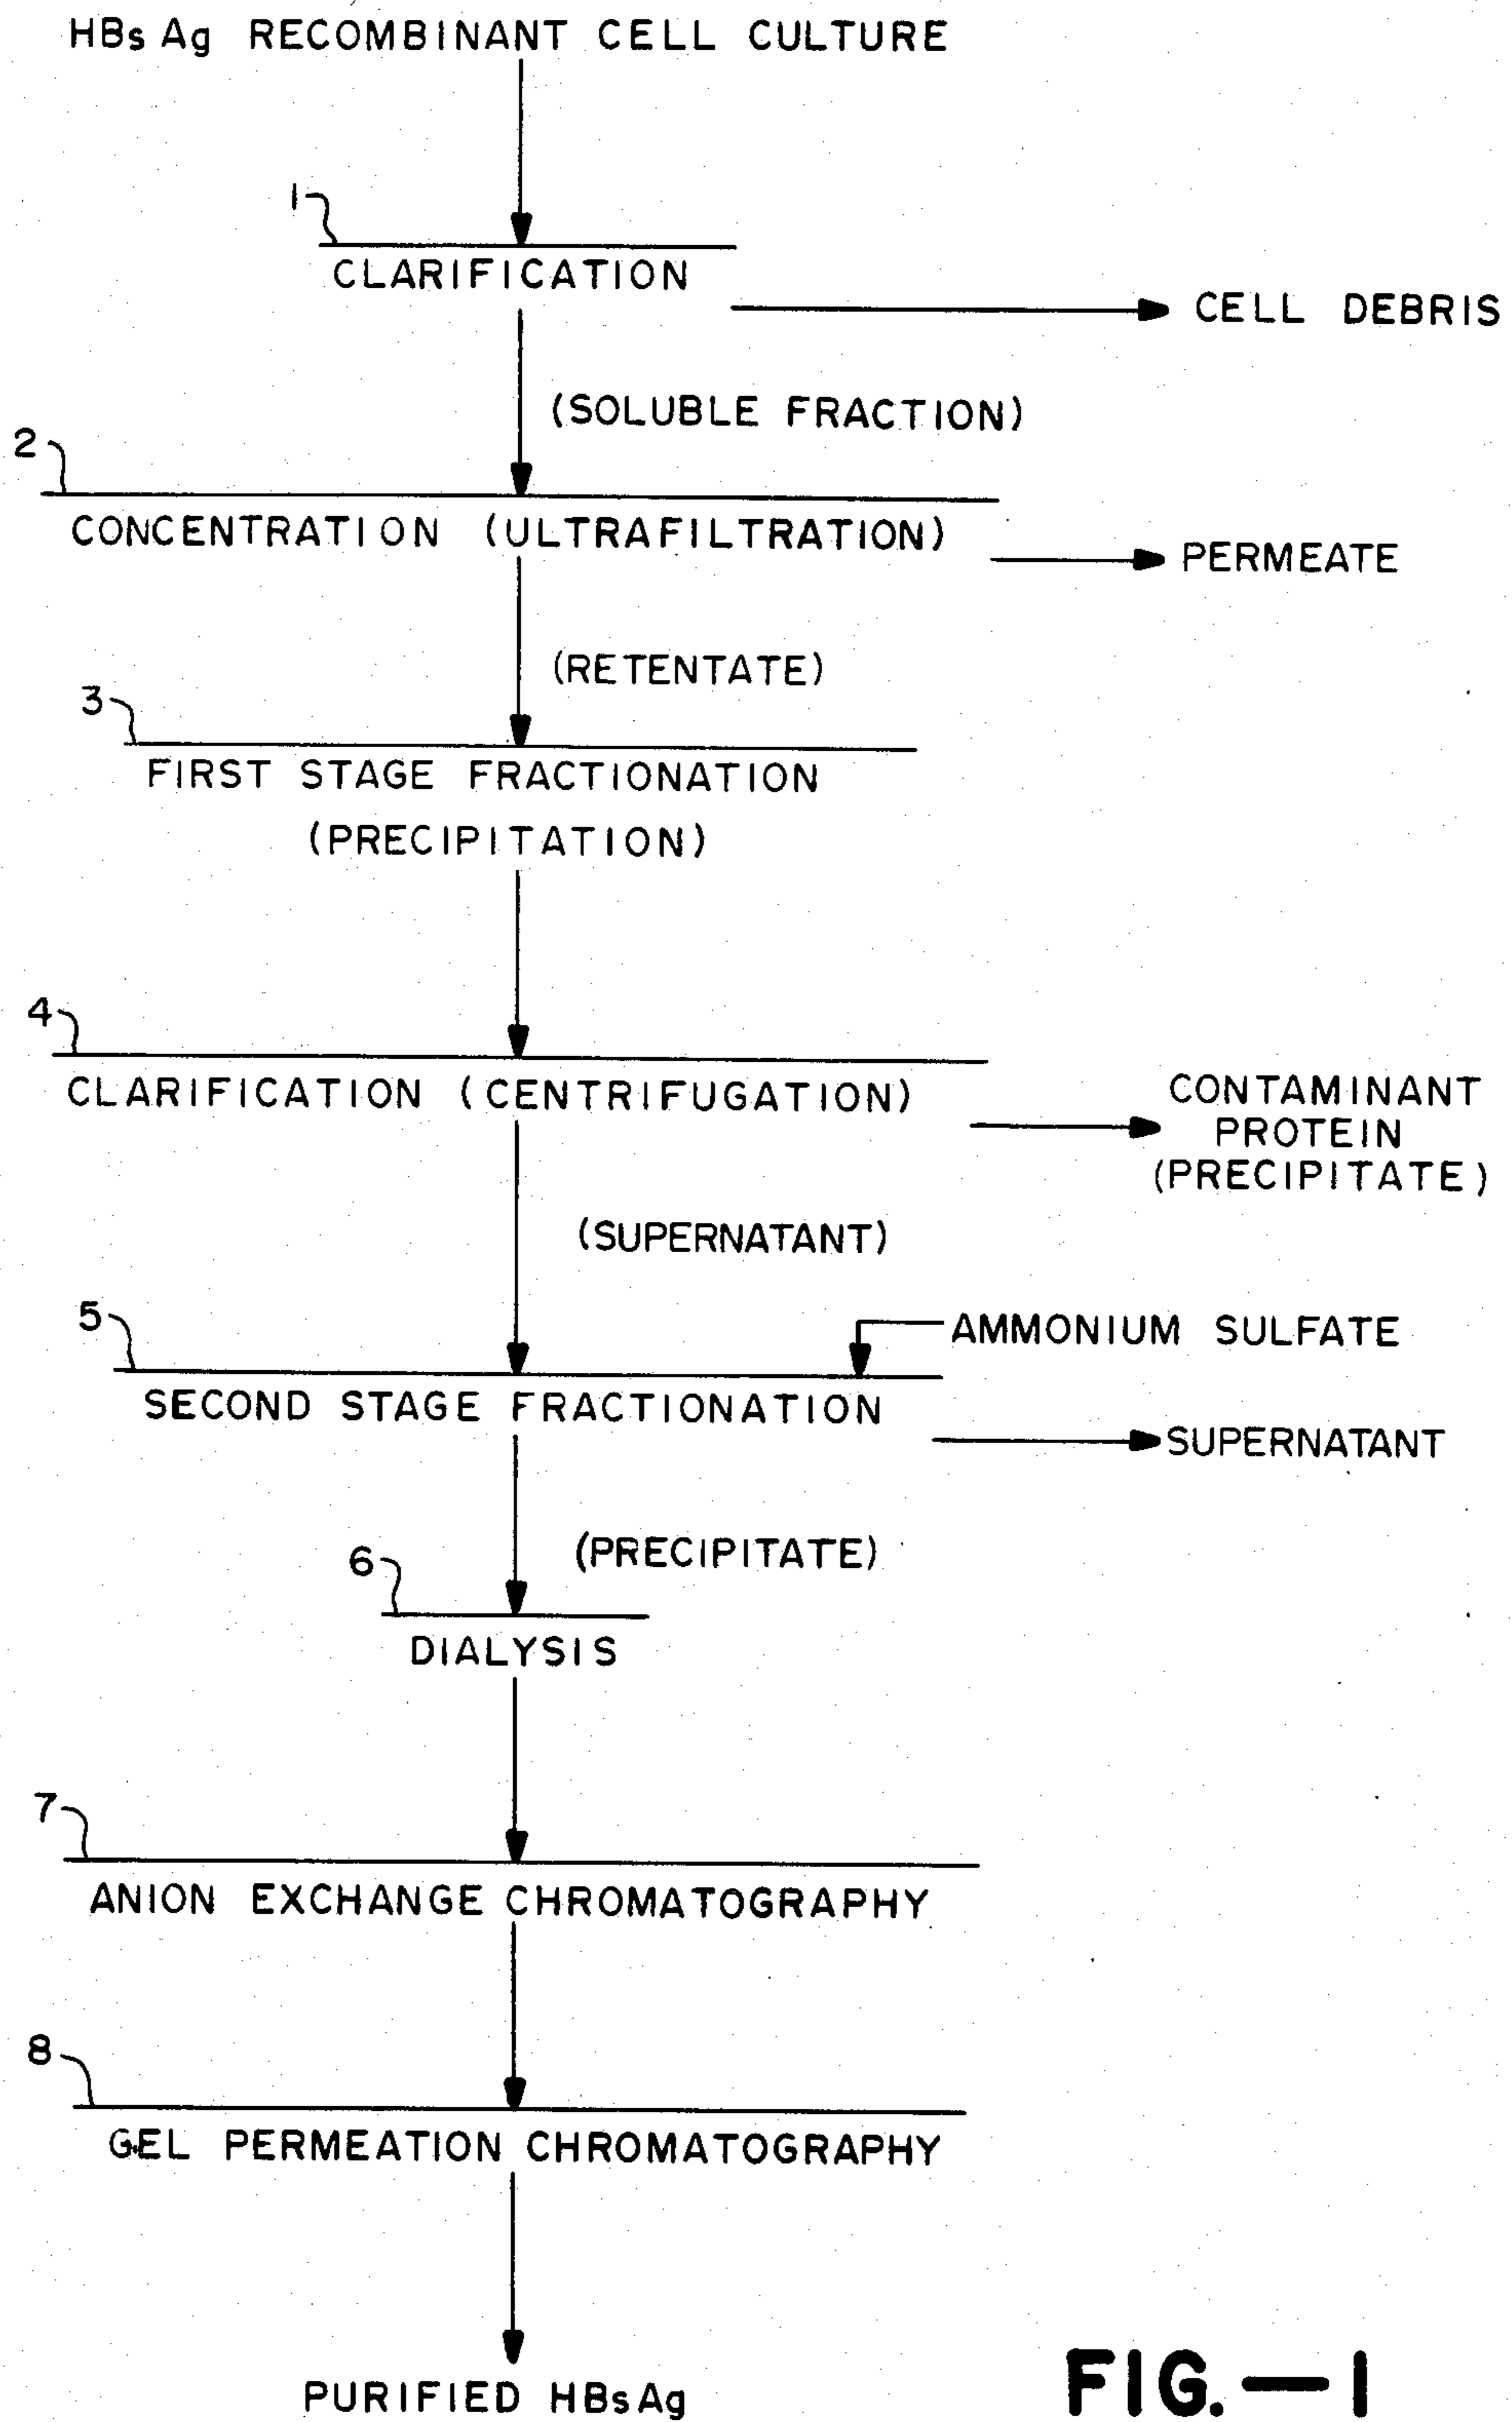 HBs Ag RECOMBINANT CELL CULTURE
1
CLARIFICATION
CELL DEBRIS
(SOLUBLE FRACTION)
2
CONCENTRATION (ULTRAFILTRATION)
PERMEATE
(RETENTATE)
3
FIRST STAGE FRACTIONATION
(PRECIPITATION)
4
CLARIFICATION (CENTRIFUGATION)
CONTAMINANT
PROTEIN
(PRECIPITATE)
(SUPERNATANT)
5
AMMONIUM SULFATE
SECOND STAGE FRACTIONATION
SUPERNATANT
(PRECIPITATE)
6
DIALYSIS
7
ANION EXCHANGE CHROMATOGRAPHY
8
GEL PERMEATION CHROMATOGRAPHY
PURIFIED HBsAg
FIG.—1